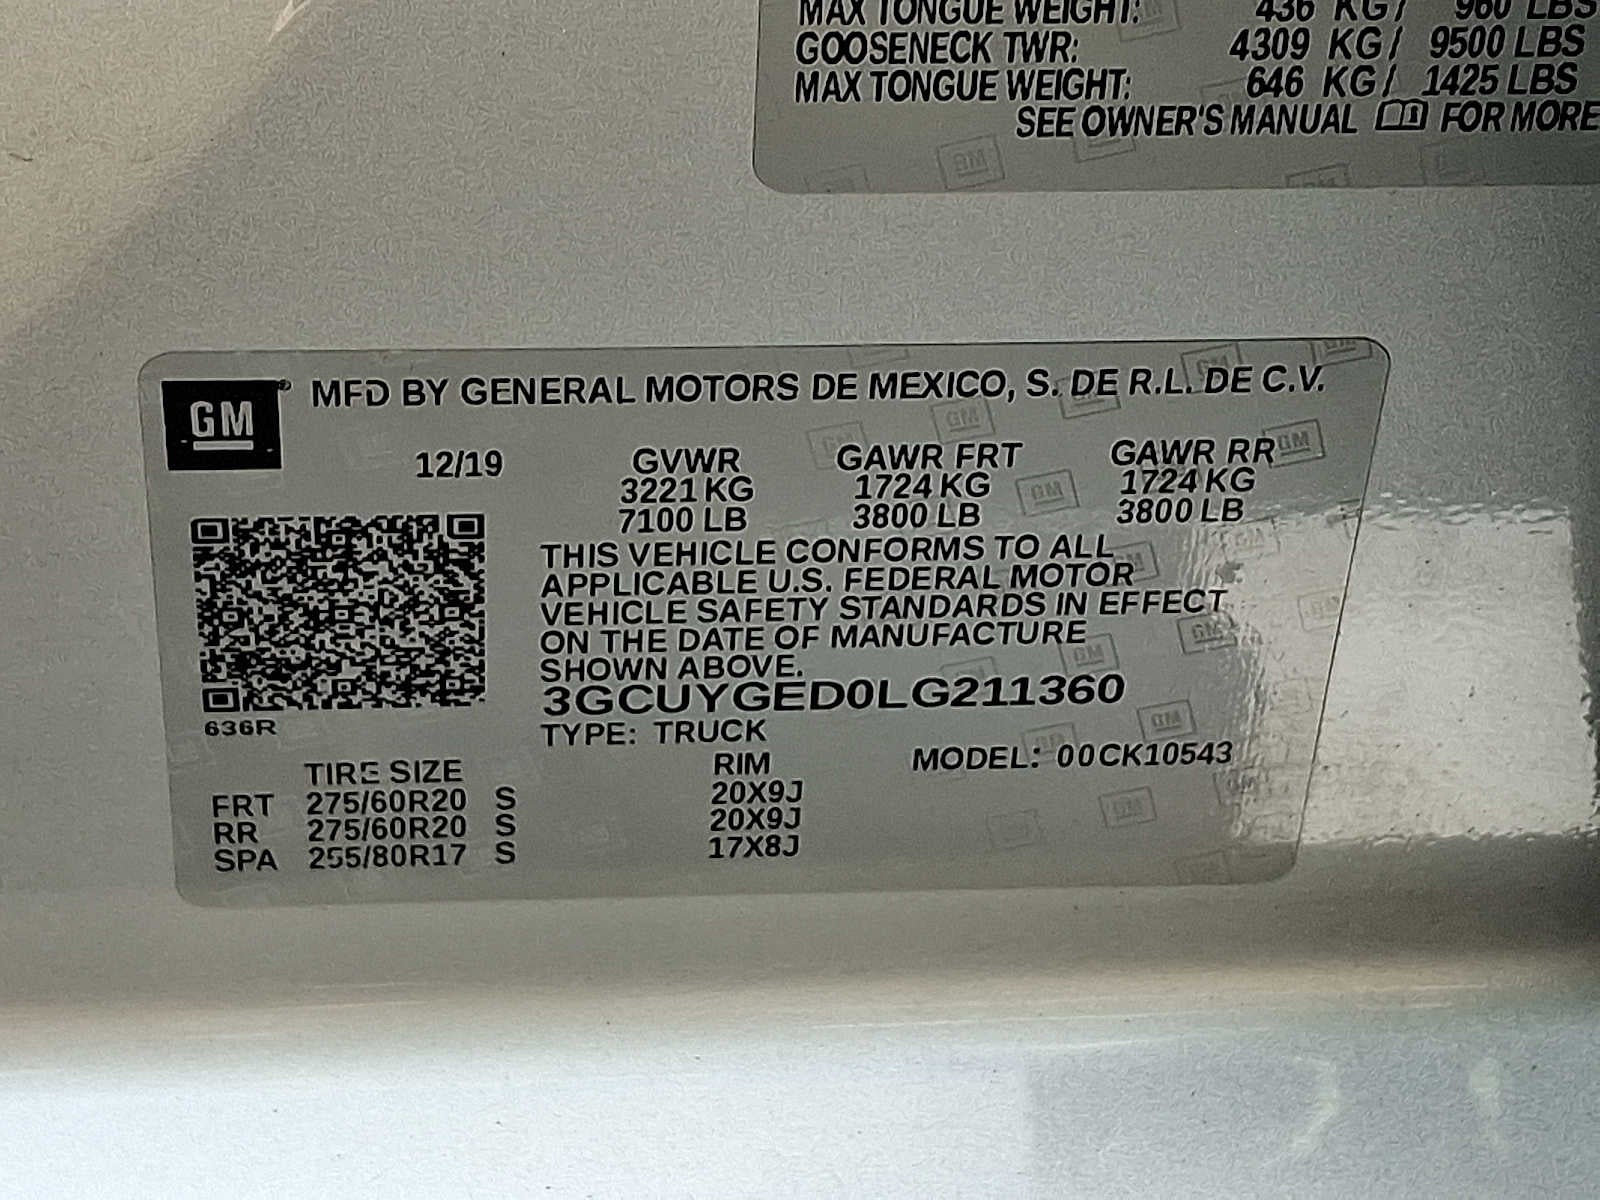 MAX TONGUE WEIGHT: 436 KG/ 960 LBS
GOOSENECK TWR: 4309 KG/ 9500 LBS
MAX TONGUE WEIGHT: 646 KG/ 1425 LBS
SEE OWNER'S MANUAL FOR MORE
GM® MFD BY GENERAL MOTORS DE MEXICO, S. DE R.L. DE C.V.
12/19 GVWR GAWR FRT GAWR RR
3221 KG 1724 KG 1724 KG
7100 LB 3800 LB 3800 LB
THIS VEHICLE CONFORMS TO ALL
APPLICABLE U.S. FEDERAL MOTOR
VEHICLE SAFETY STANDARDS IN EFFECT
ON THE DATE OF MANUFACTURE
SHOWN ABOVE.
3GCUYGED0LG211360
636R
TYPE: TRUCK MODEL: 00CK10543
TIRE SIZE RIM
FRT 275/60R20 S 20X9J
RR 275/60R20 S 20X9J
SPA 255/80R17 S 17X8J